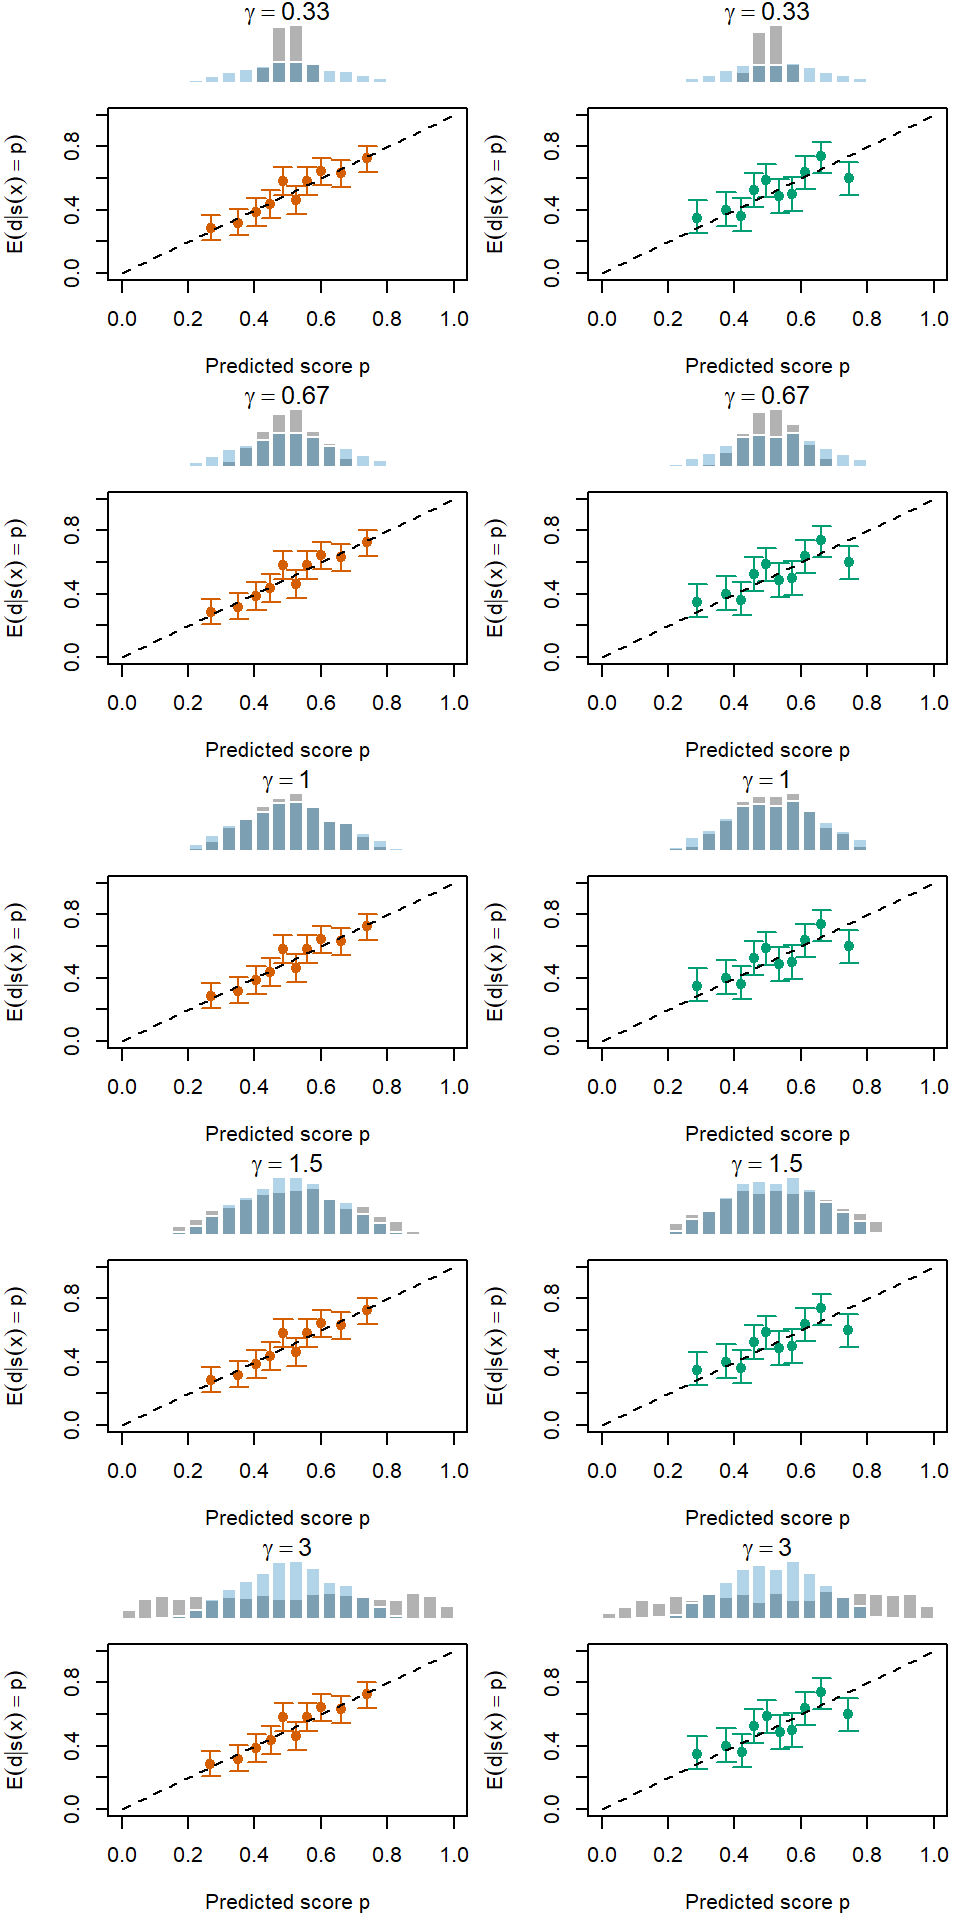 γ = 0.33 γ = 0.33
E(d|s(x) = p) 0.0 0.4 0.8 E(d|s(x) = p) 0.0 0.4 0.8
0.0 0.2 0.4 0.6 0.8 1.0 0.0 0.2 0.4 0.6 0.8 1.0
Predicted score p Predicted score p
γ = 0.67 γ = 0.67
E(d|s(x) = p) 0.0 0.4 0.8 E(d|s(x) = p) 0.0 0.4 0.8
0.0 0.2 0.4 0.6 0.8 1.0 0.0 0.2 0.4 0.6 0.8 1.0
Predicted score p Predicted score p
γ = 1 γ = 1
E(d|s(x) = p) 0.0 0.4 0.8 E(d|s(x) = p) 0.0 0.4 0.8
0.0 0.2 0.4 0.6 0.8 1.0 0.0 0.2 0.4 0.6 0.8 1.0
Predicted score p Predicted score p
γ = 1.5 γ = 1.5
E(d|s(x) = p) 0.0 0.4 0.8 E(d|s(x) = p) 0.0 0.4 0.8
0.0 0.2 0.4 0.6 0.8 1.0 0.0 0.2 0.4 0.6 0.8 1.0
Predicted score p Predicted score p
γ = 3 γ = 3
E(d|s(x) = p) 0.0 0.4 0.8 E(d|s(x) = p) 0.0 0.4 0.8
0.0 0.2 0.4 0.6 0.8 1.0 0.0 0.2 0.4 0.6 0.8 1.0
Predicted score p Predicted score p